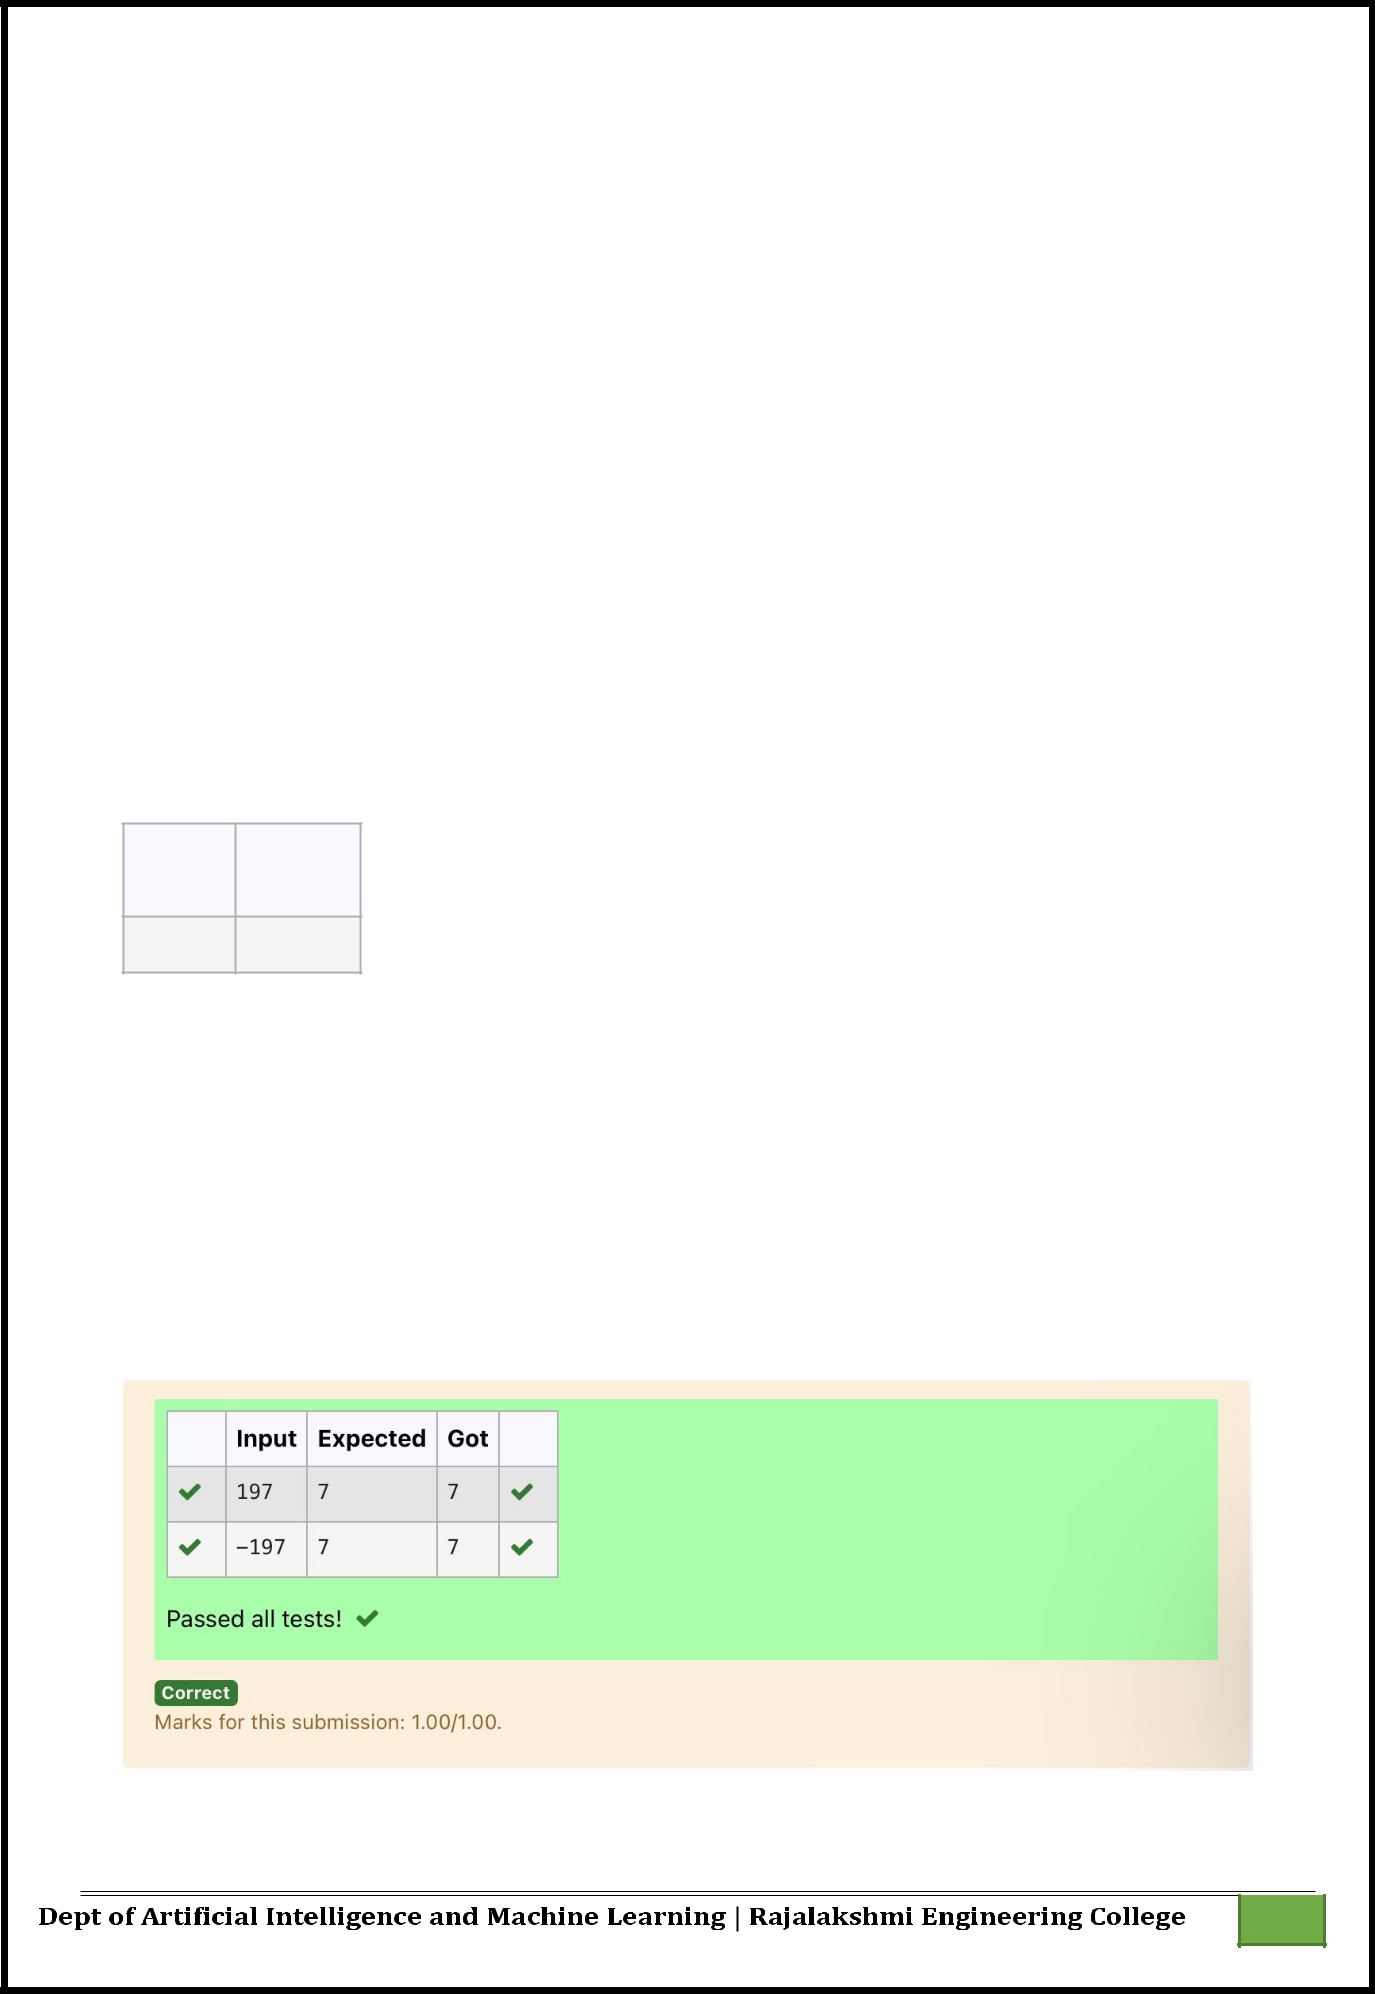 Input Expected Got
197 7 7
-197 7 7
Passed all tests!
Correct
Marks for this submission: 1.00/1.00.
Dept of Artificial Intelligence and Machine Learning | Rajalakshmi Engineering College